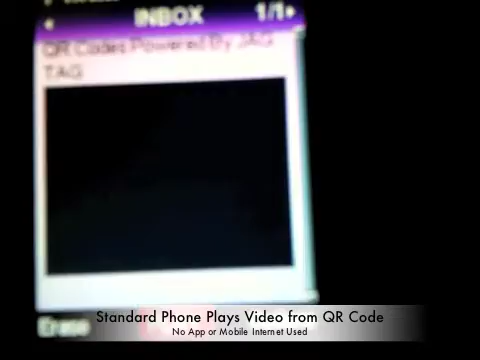 INBOX 1/1
QR Codes Powered By JAG
TAG
Erase
Standard Phone Plays Video from QR Code
No App or Mobile Internet Used